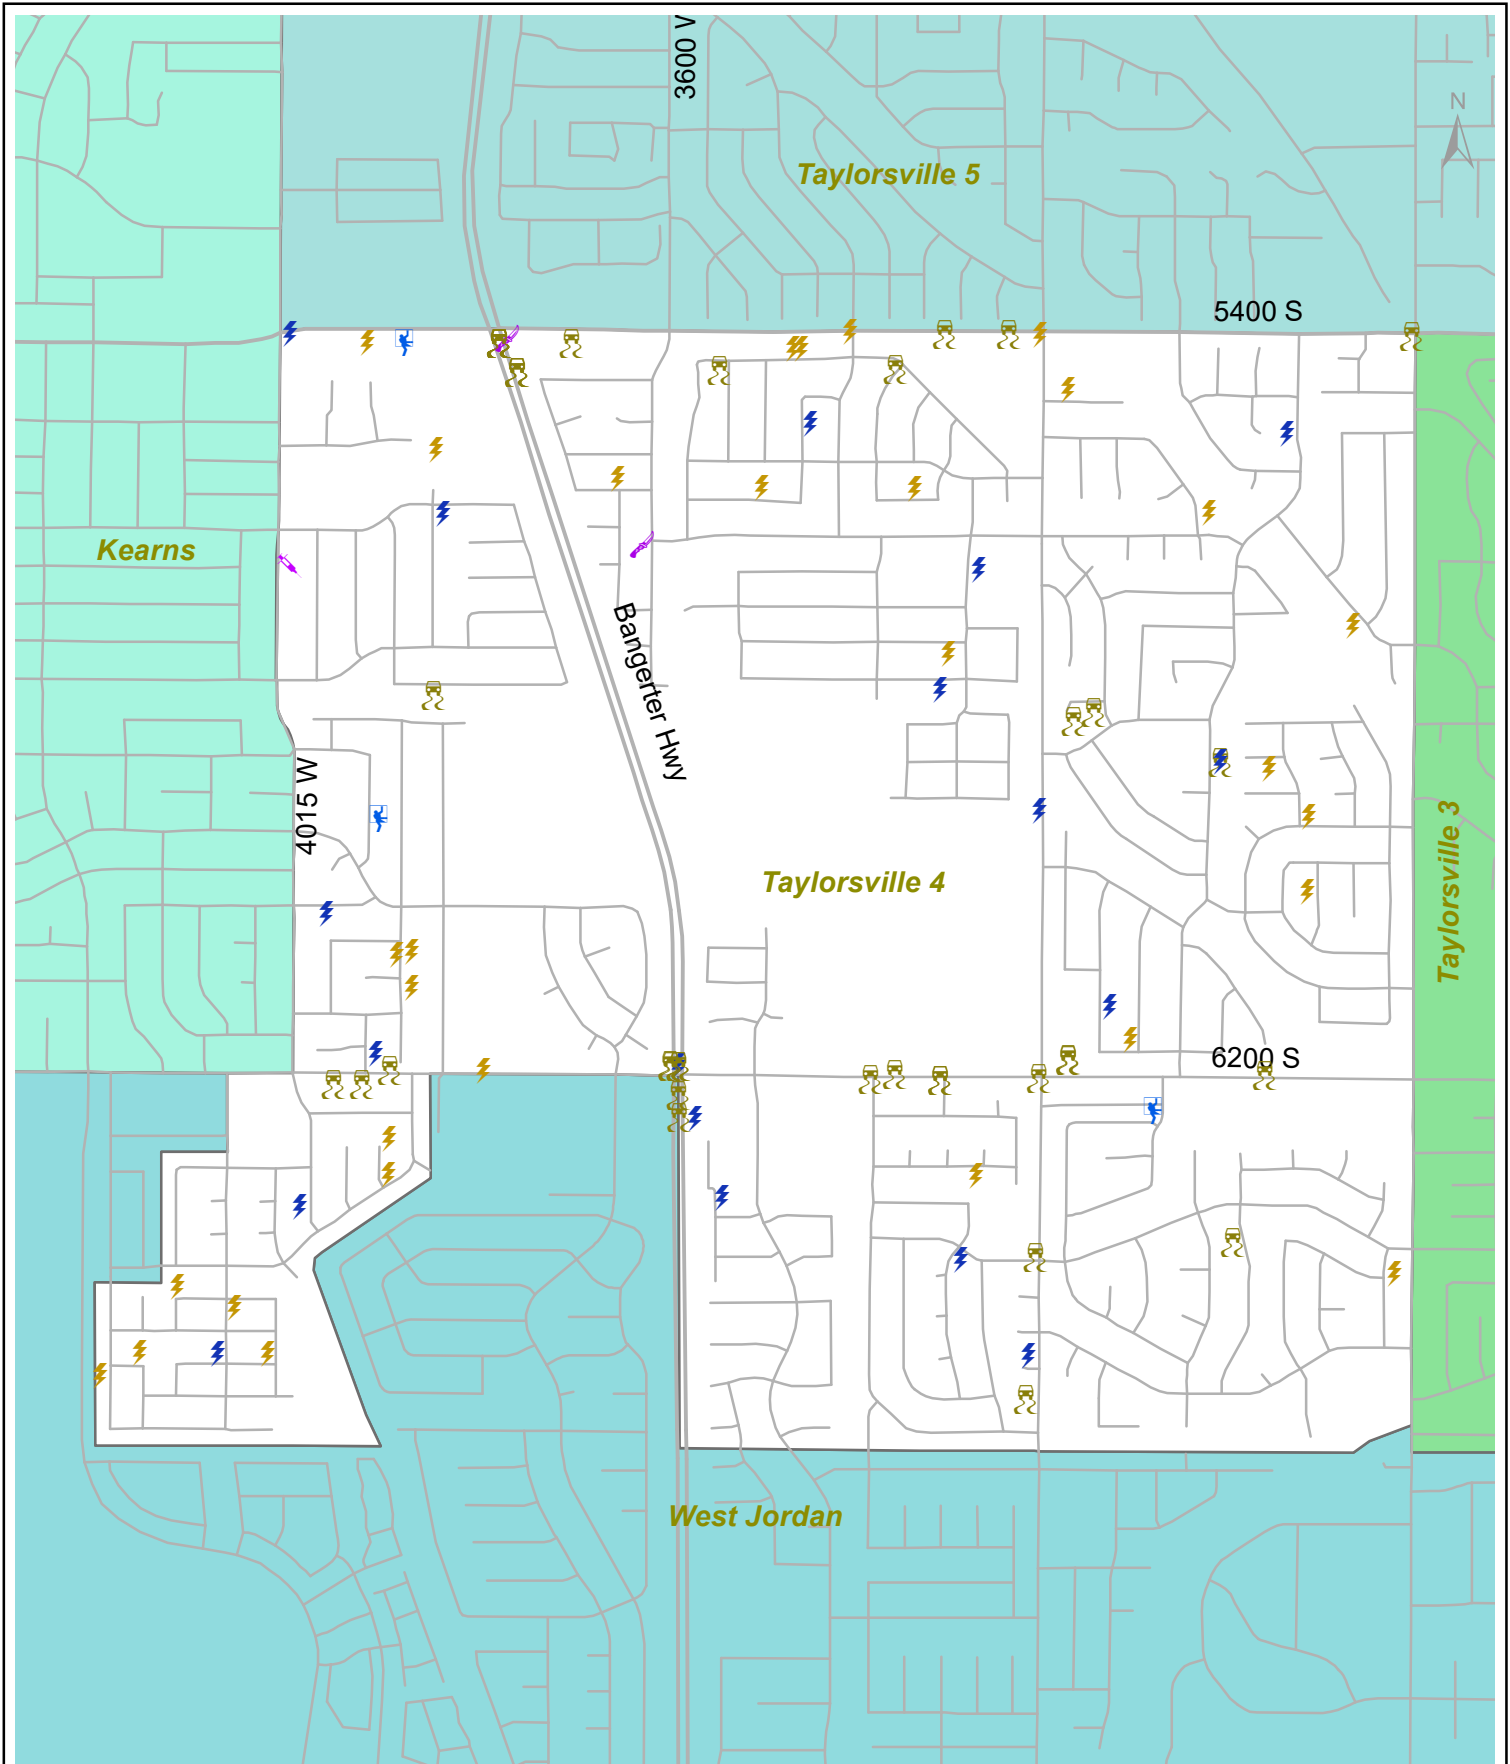 3600 W
N
Taylorsville 5
5400 S
Kearns
Bangerter Hwy
4015 W
Taylorsville 4
Taylorsville 3
6200 S
West Jordan